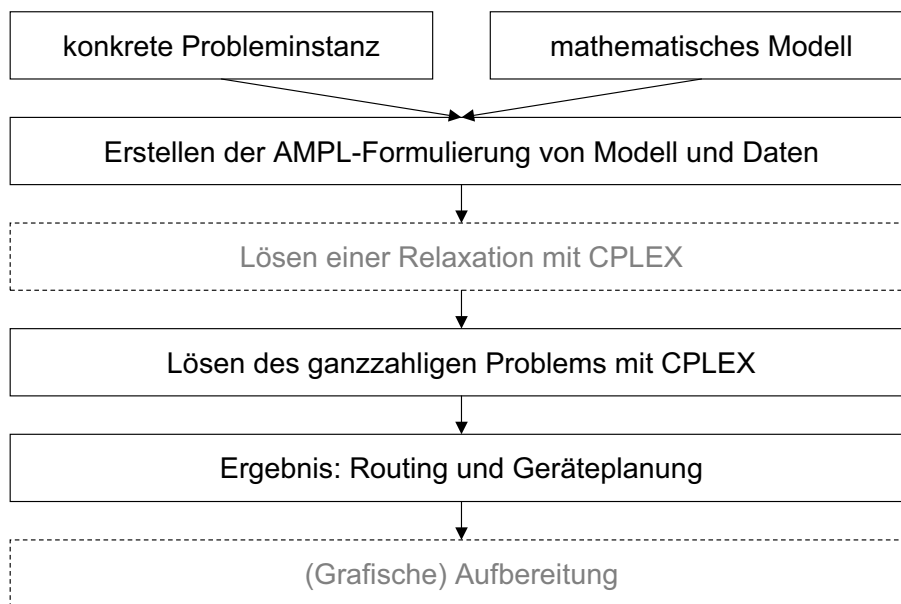 konkrete Probleminstanz
mathematisches Modell
Erstellen der AMPL-Formulierung von Modell und Daten
Lösen einer Relaxation mit CPLEX
Lösen des ganzzahligen Problems mit CPLEX
Ergebnis: Routing und Geräteplanung
(Grafische) Aufbereitung